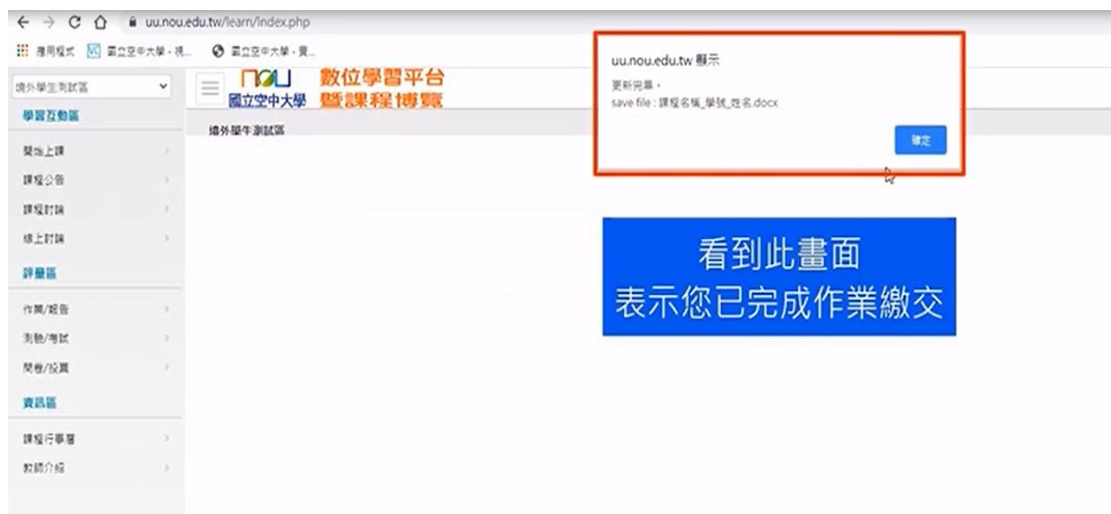 uu.nou.edu.tw/learn/index.php
應用程式 VC 國立空中大學 - 視... 國立空中大學 - 覺...
境外學生測試區
nou 國立空中大學 數位學習平台
暨課程博覽
境外學生測試區
uu.nou.edu.tw 顯示
更新完畢。
save file : 課程名稱_學號_姓名.docx
確定
看到此畫面
表示您已完成作業繳交
學習互動區
開始上課
課程公告
課程討論
線上討論
評量區
作業/報告
測驗/考試
問卷/投票
資訊區
課程行事曆
教師介紹